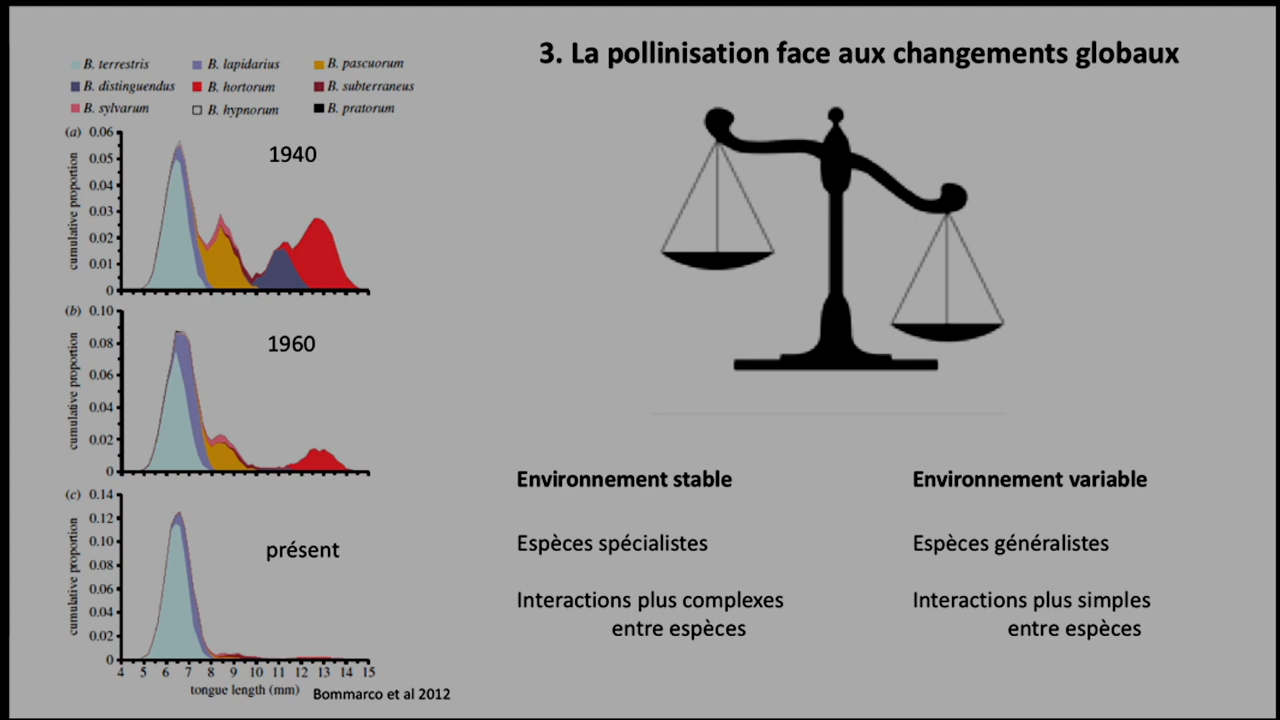 3. La pollinisation face aux changements globaux
B. terrestris B. lapidarius B. pascuorum
B. distinguendus B. hortorum B. subterraneus
B. sylvarum B. hypnorum B. pratorum
(a) 0.06
0.05
0.04
0.03
0.02
0.01
0
cumulative proportion
1940
(b) 0.10
0.08
0.06
0.04
0.02
0
cumulative proportion
1960
(c) 0.14
0.12
0.10
0.08
0.06
0.04
0.02
0
cumulative proportion
présent
4 5 6 7 8 9 10 11 12 13 14 15
tongue length (mm)
Bommarco et al 2012
Environnement stable
Espèces spécialistes
Interactions plus complexes
entre espèces
Environnement variable
Espèces généralistes
Interactions plus simples
entre espèces